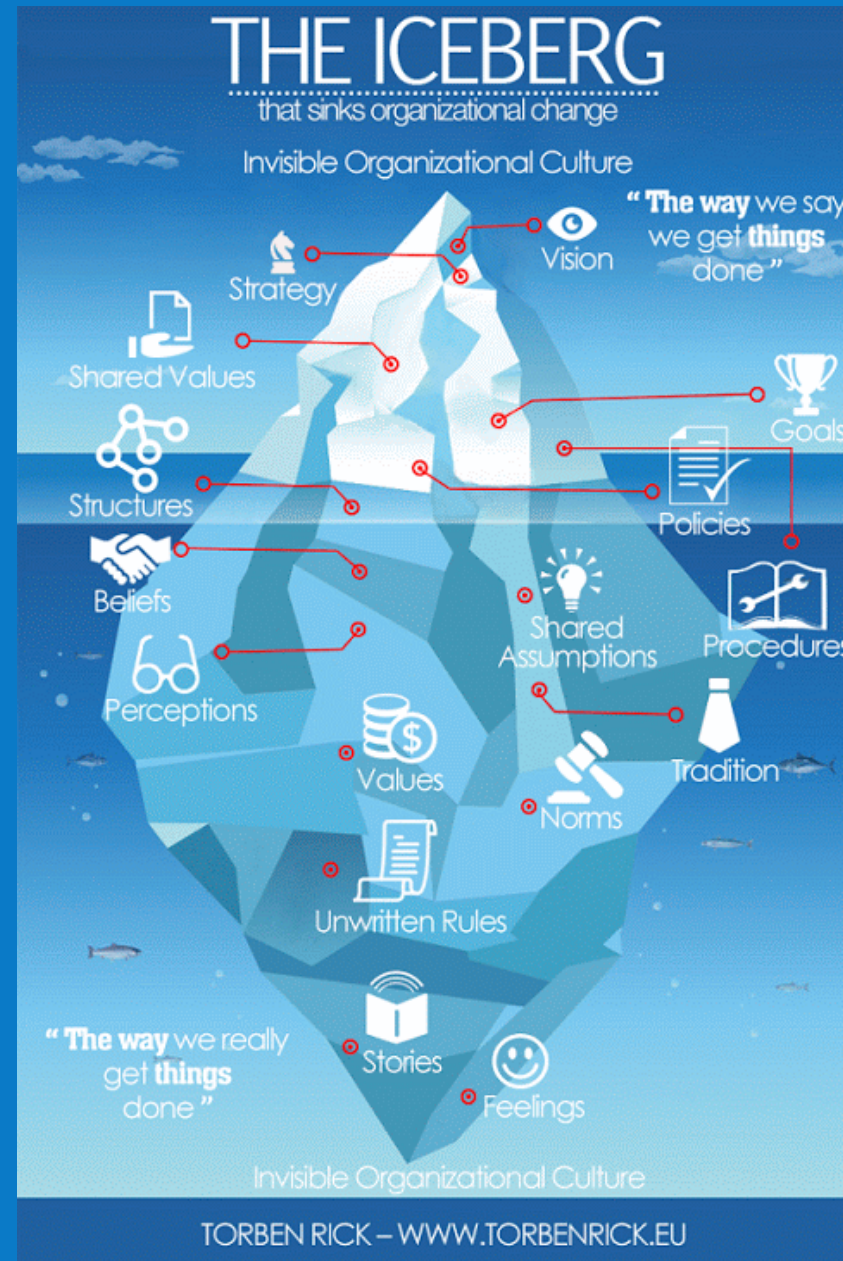 THE ICEBERG
that sinks organizational change
Invisible Organizational Culture
“ The way we say
we get things
done ”
Vision
Strategy
Shared Values
Goals
Structures
Policies
Beliefs
Shared
Assumptions
Procedures
Perceptions
Tradition
Values
Norms
Unwritten Rules
Stories
“ The way we really
get things
done ”
Feelings
Invisible Organizational Culture
TORBEN RICK – WWW.TORBENRICK.EU